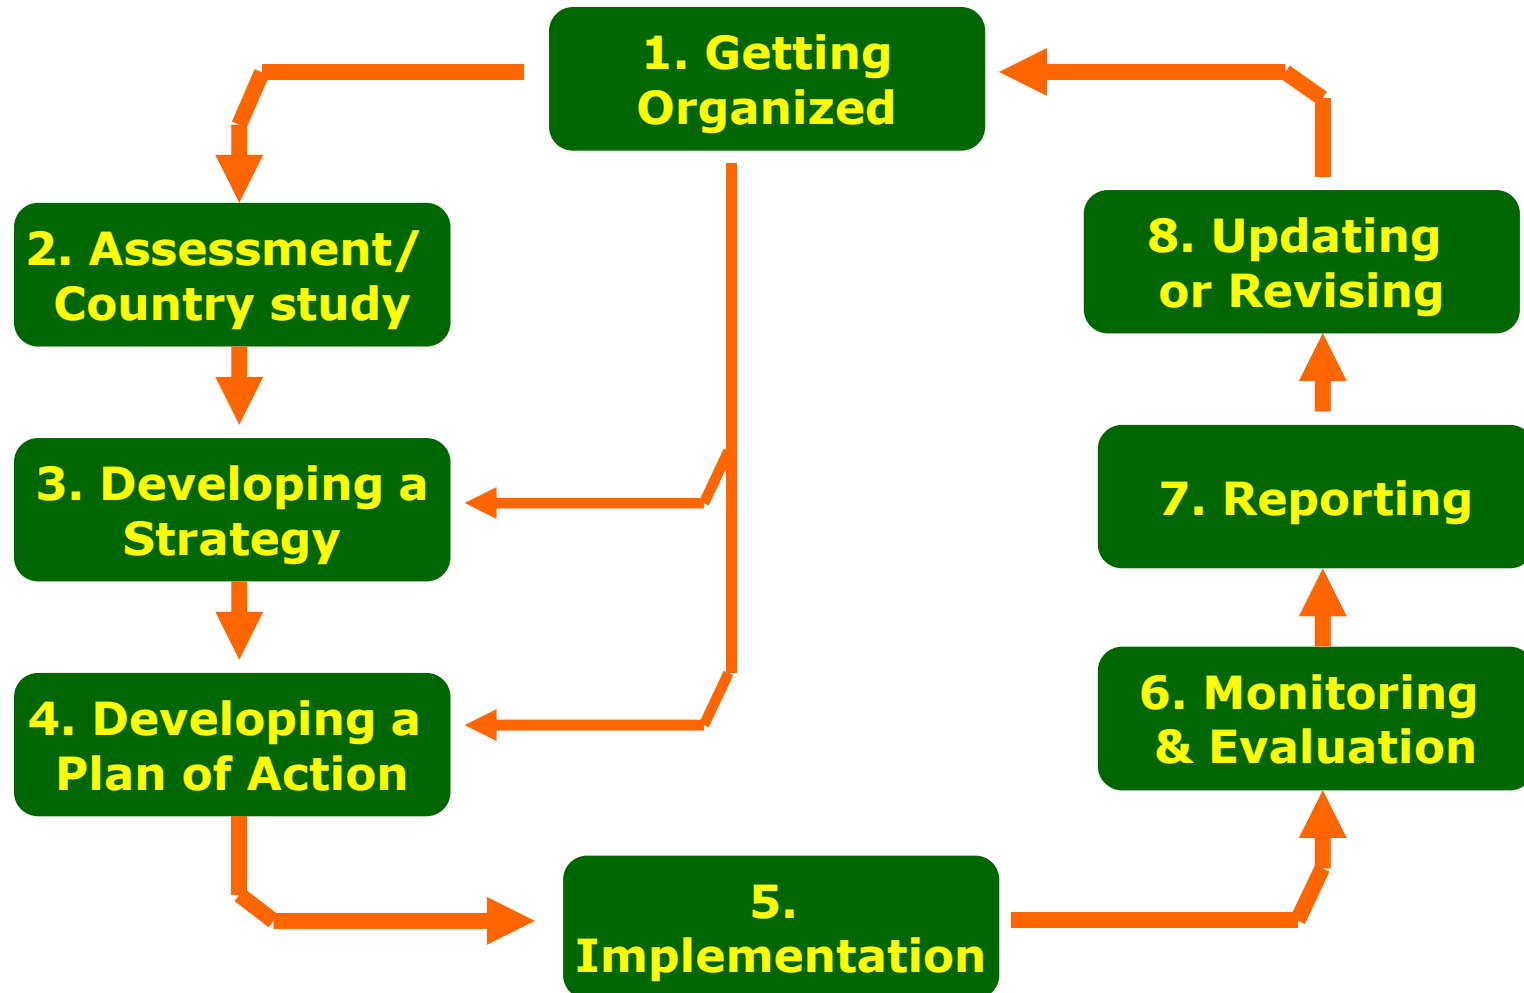 1. Getting
Organized
2. Assessment/
Country study
3. Developing a
Strategy
4. Developing a
Plan of Action
5.
Implementation
6. Monitoring
& Evaluation
7. Reporting
8. Updating
or Revising